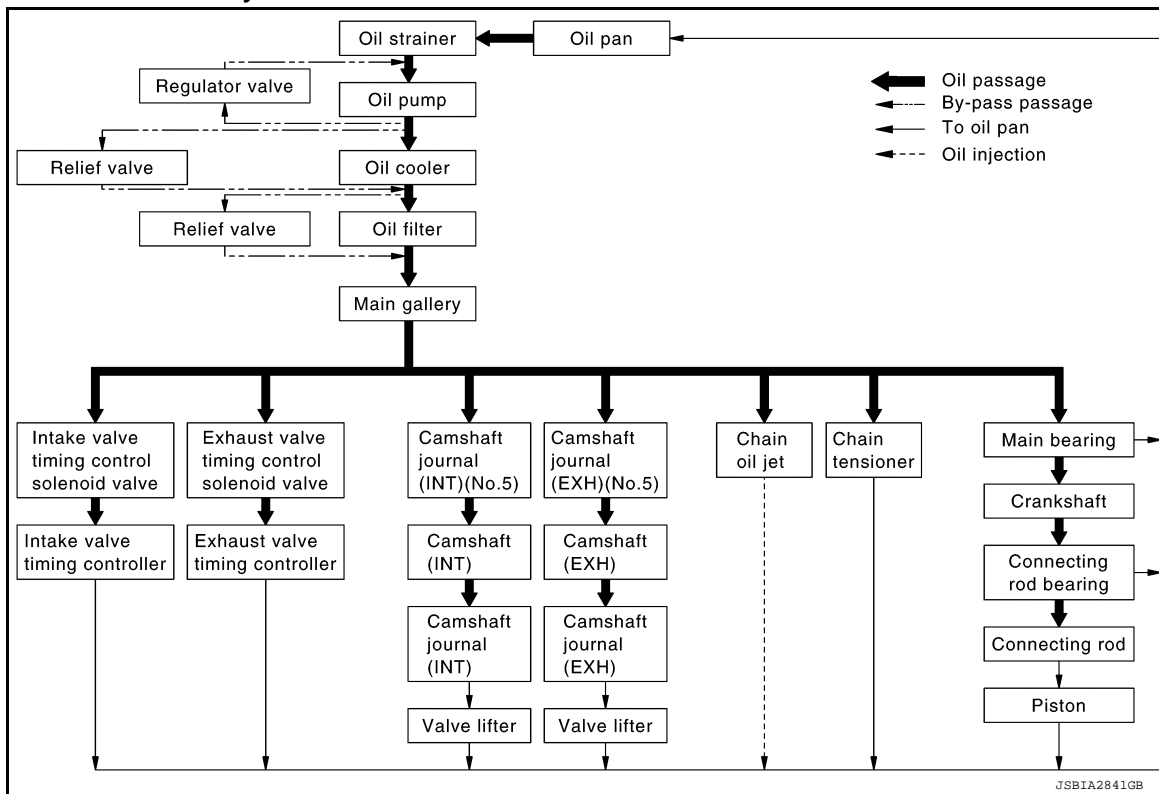 Oil strainer
Oil pan
Regulator valve
Oil passage
Oil pump
By-pass passage
To oil pan
Relief valve
Oil cooler
Oil injection
Relief valve
Oil filter
Main gallery
Intake valve
timing control
solenoid valve
Exhaust valve
timing control
solenoid valve
Camshaft
journal
(INT)(No.5)
Camshaft
journal
(EXH)(No.5)
Chain
oil jet
Chain
tensioner
Main bearing
Crankshaft
Intake valve
timing controller
Exhaust valve
timing controller
Camshaft
(INT)
Camshaft
(EXH)
Connecting
rod bearing
Camshaft
journal
(INT)
Camshaft
journal
(EXH)
Connecting rod
Valve lifter
Valve lifter
Piston
JSBIA2841GB